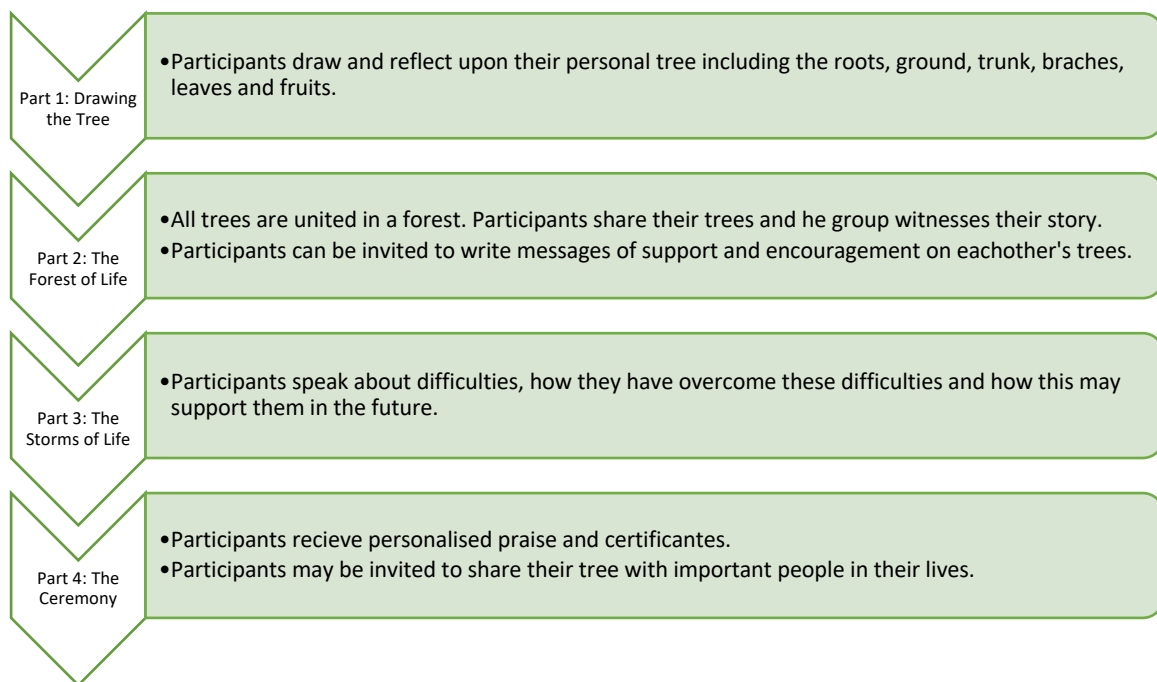 Part 1: Drawing
the Tree
•Participants draw and reflect upon their personal tree including the roots, ground, trunk, braches,
leaves and fruits.
Part 2: The
Forest of Life
•All trees are united in a forest. Participants share their trees and he group witnesses their story.
•Participants can be invited to write messages of support and encouragement on eachother's trees.
Part 3: The
Storms of Life
•Participants speak about difficulties, how they have overcome these difficulties and how this may
support them in the future.
Part 4: The
Ceremony
•Participants recieve personalised praise and certificantes.
•Participants may be invited to share their tree with important people in their lives.